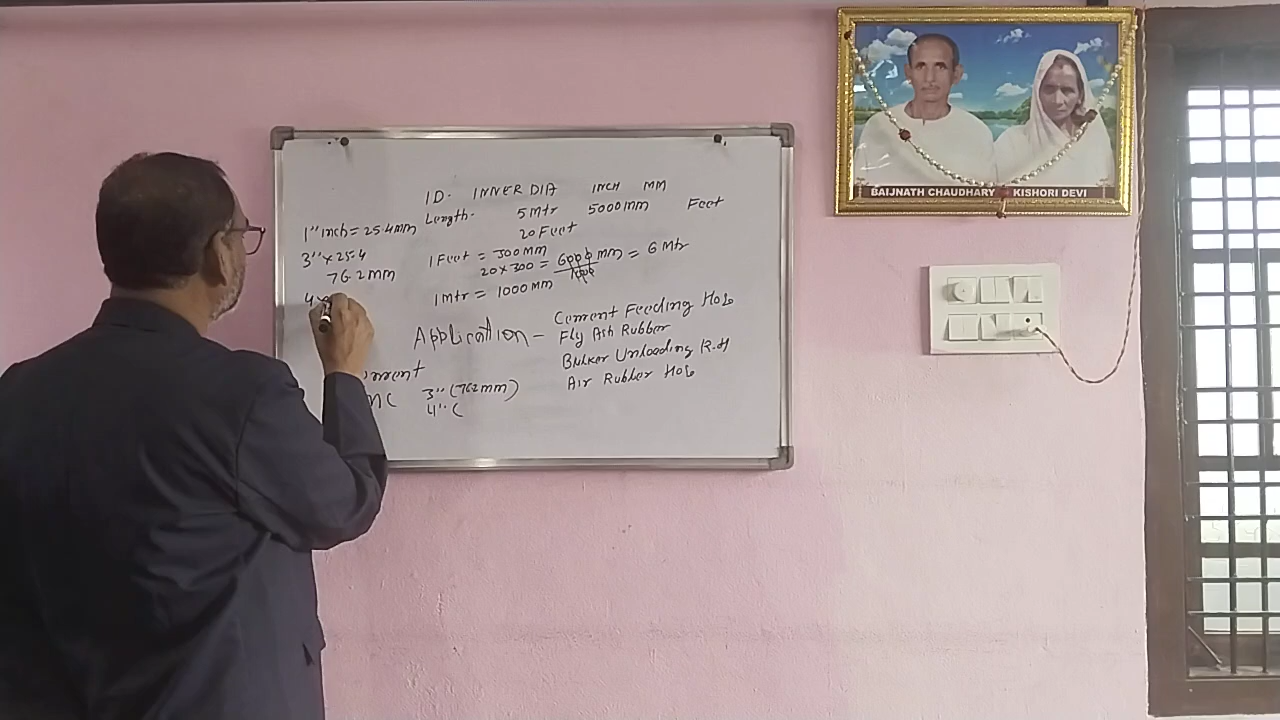 ID. INNER DIA INCH MM
Length. 5 Mtr 5000 mm Feet
20 Feet
1" inch = 25.4 mm
3" x 25.4
76.2 mm
4 x
1 Feet = 300 mm
20 x 300 = 6000 mm = 6 Mtr
1000
1 mtr = 1000 mm
Application - Cement Feeding Hose
Fly Ash Rubber
Bulker Unloading R.H
Air Rubber Hose
3" (762 mm)
4" (
BAIJNATH CHAUDHARY KISHORI DEVI